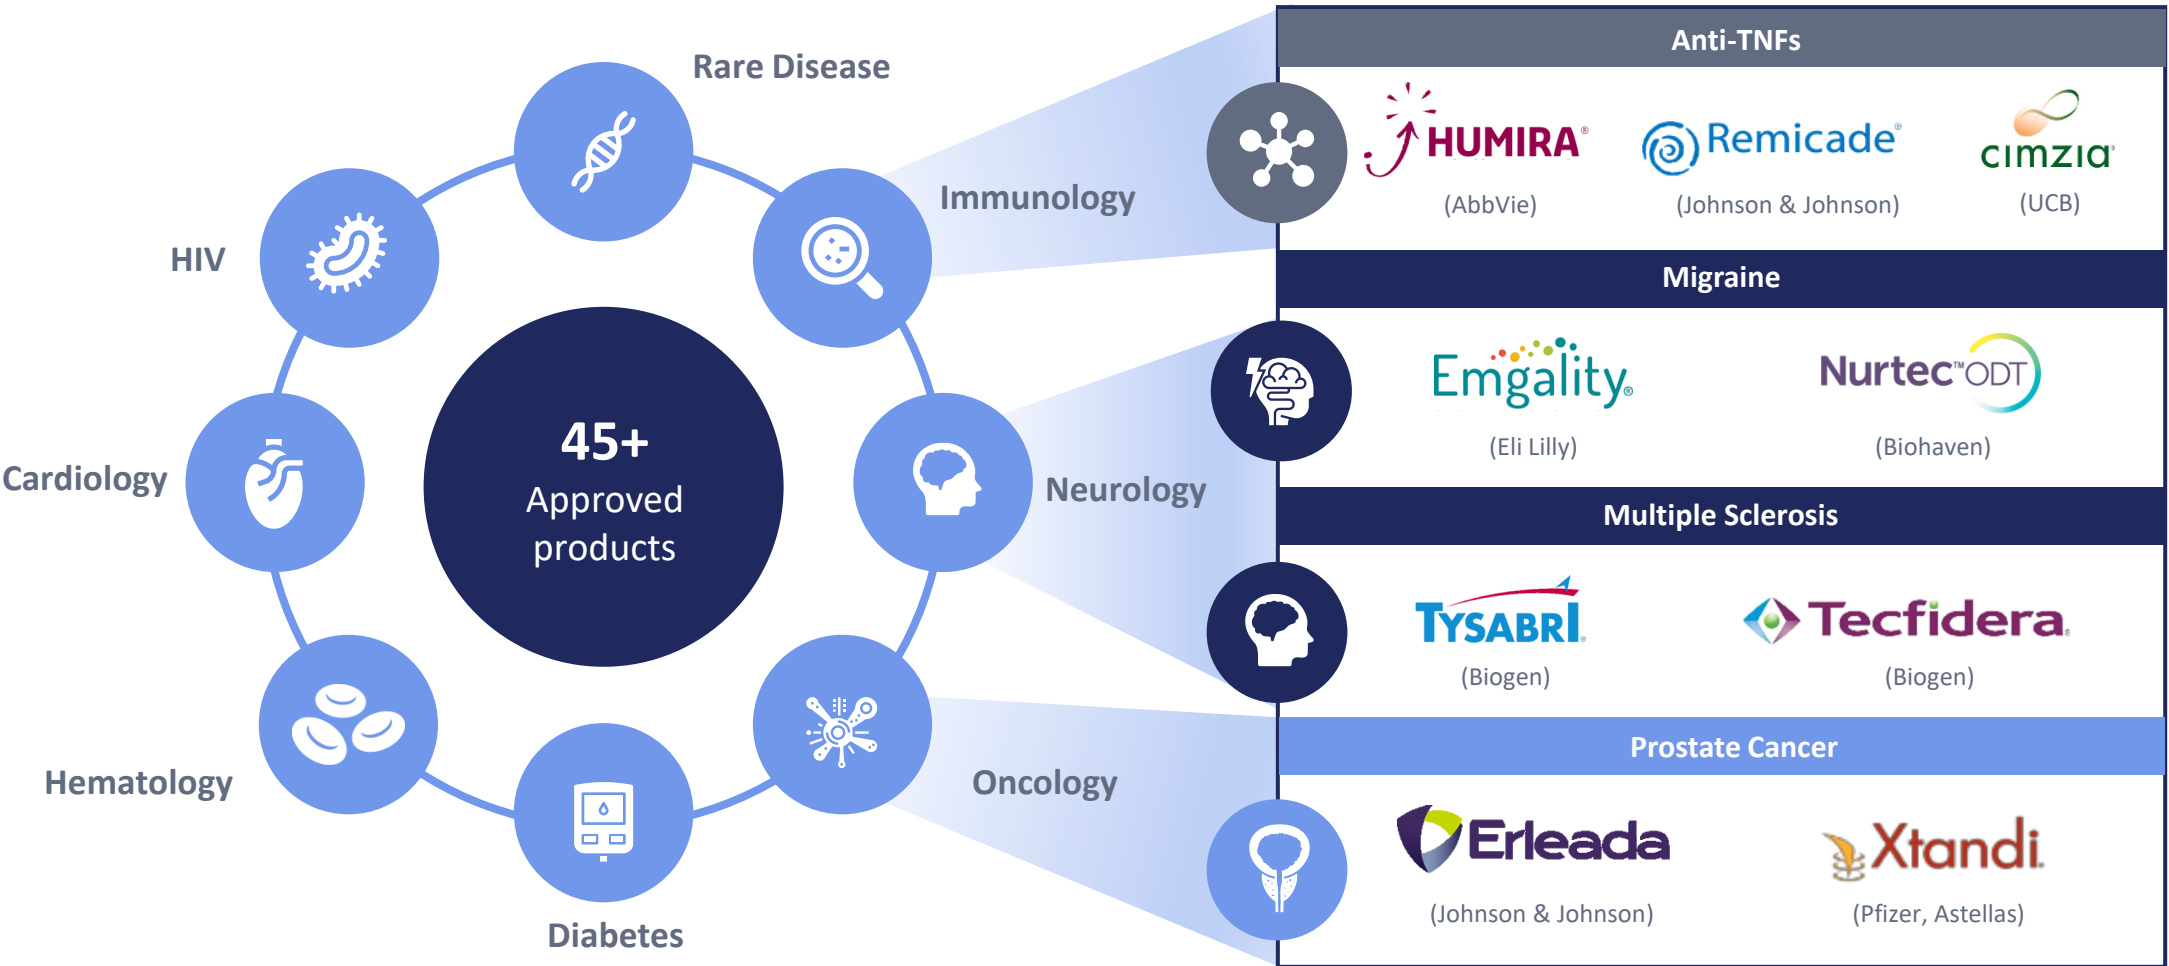 Rare Disease
Immunology
HIV
Cardiology
45+
Approved
products
Neurology
Hematology
Oncology
Diabetes
Anti-TNFs
HUMIRA® Remicade® cimzia®
(AbbVie) (Johnson & Johnson) (UCB)
Migraine
Emgality® Nurtec™ODT
(Eli Lilly) (Biohaven)
Multiple Sclerosis
TYSABRI® Tecfidera®
(Biogen) (Biogen)
Prostate Cancer
Erleada Xtandi
(Johnson & Johnson) (Pfizer, Astellas)